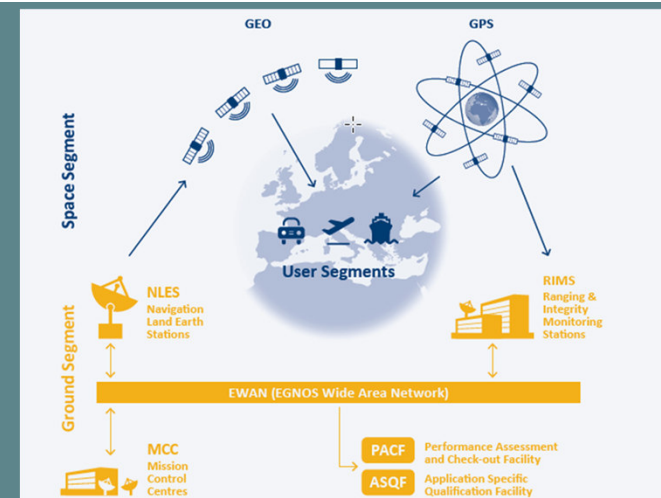 GEO
GPS
Space Segment
User Segments
NLES
Navigation
Land Earth
Stations
RIMS
Ranging &
Integrity
Monitoring
Stations
Ground Segment
EWAN (EGNOS Wide Area Network)
MCC
Mission
Control
Centres
PACF
Performance Assessment
and Check-out Facility
ASQF
Application Specific
Qualification Facility